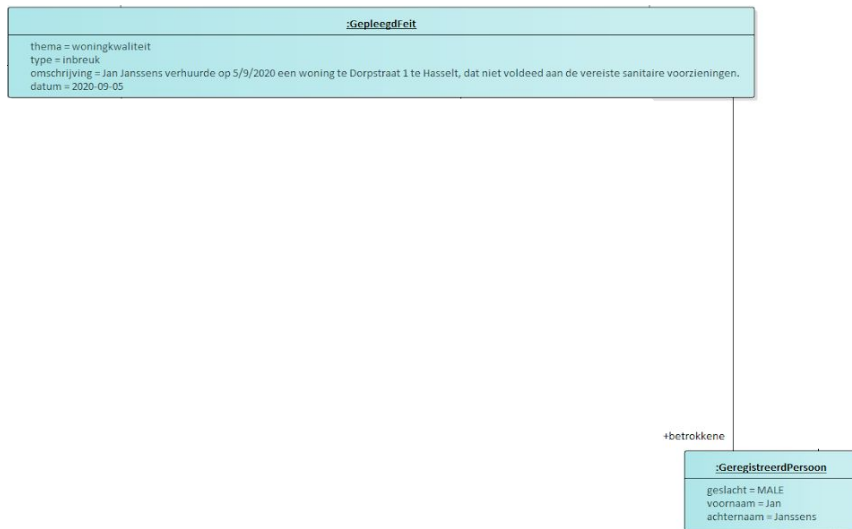 :GepleegdFeit
thema = woningkwaliteit
type = inbreuk
omschrijving = Jan Janssens verhuurde op 5/9/2020 een woning te Dorpstraat 1 te Hasselt, dat niet voldeed aan de vereiste sanitaire voorzieningen.
datum = 2020-09-05
+betrokkene
:GeregistreerdPersoon
geslacht = MALE
voornaam = Jan
achternaam = Janssens